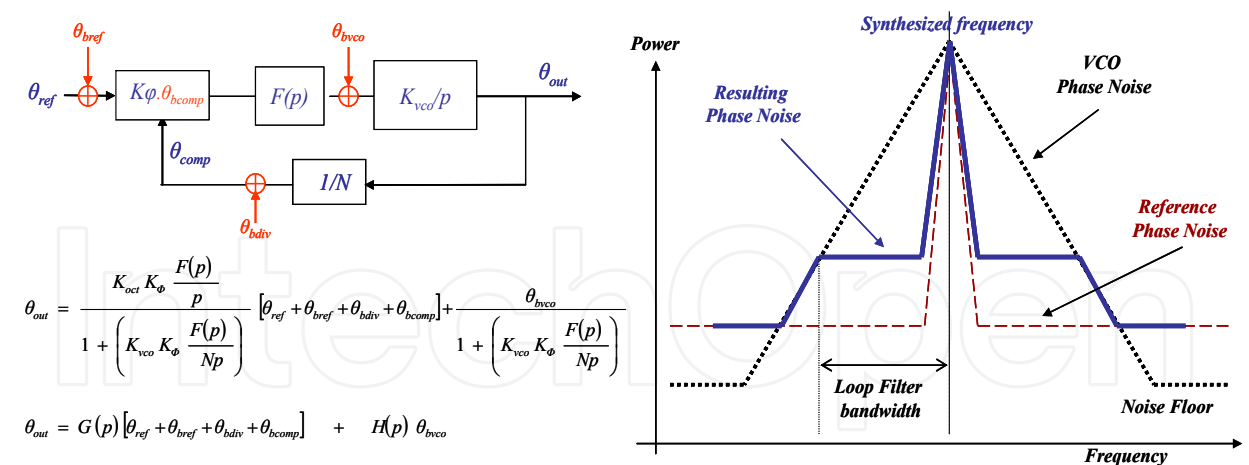 θbref
θbvco
θref
Kφ.θbcomp
F(p)
Kvco/p
θout
θcomp
1/N
θbdiv
θout = Koct KΦ F(p)/p / 1 + (Kvco KΦ F(p)/Np) [θref + θbref + θbdiv + θbcomp] + θbvco / 1 + (Kvco KΦ F(p)/Np)
θout = G(p) [θref + θbref + θbdiv + θbcomp] + H(p) θbvco
Synthesized frequency
Power
VCO
Phase Noise
Resulting
Phase Noise
Reference
Phase Noise
Loop Filter
bandwidth
Noise Floor
Frequency
IntechOpen